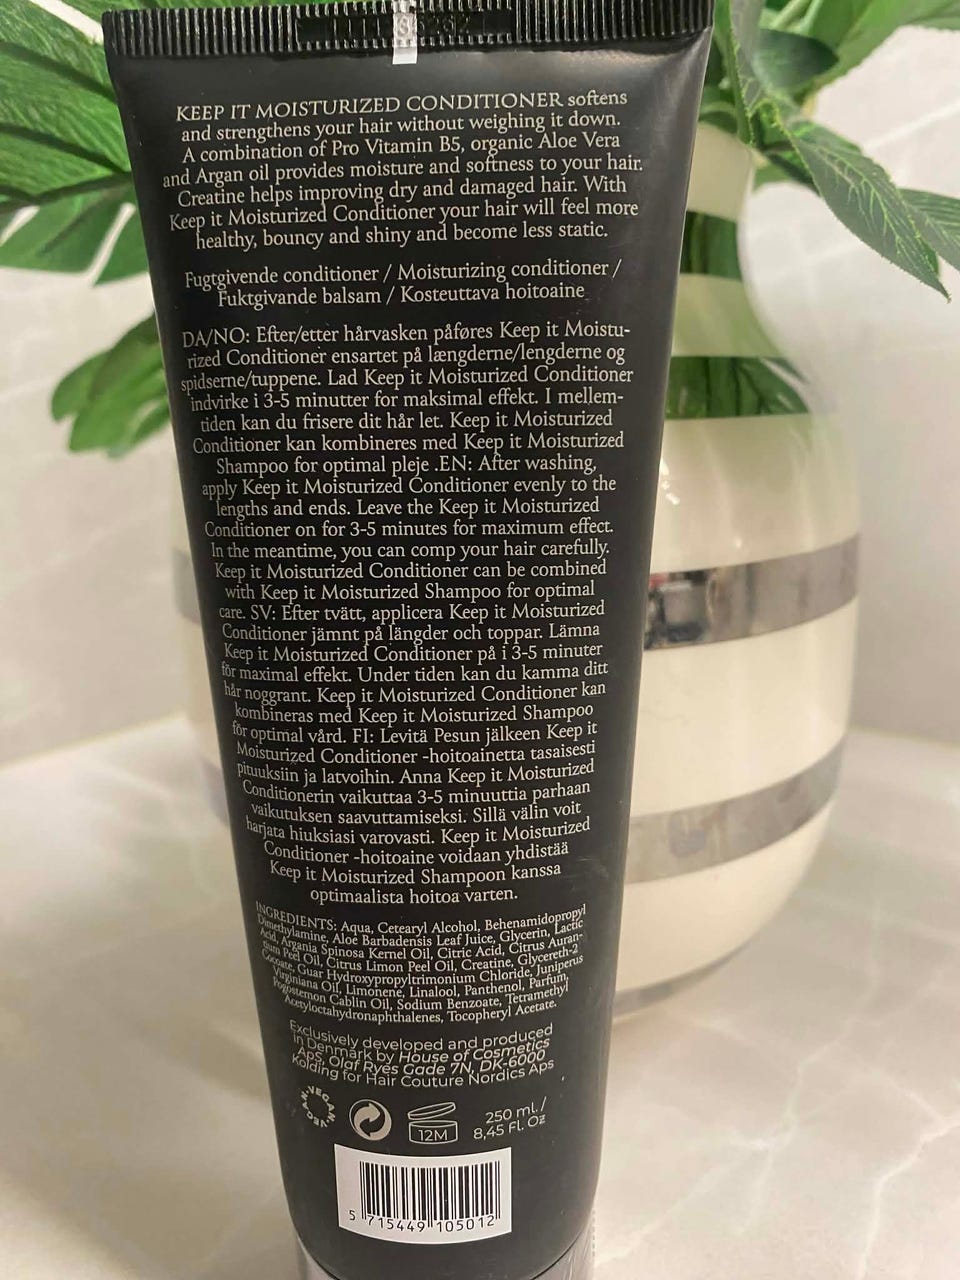 KEEP IT MOISTURIZED CONDITIONER softens
and strengthens your hair without weighing it down.
A combination of Pro Vitamin B5, organic Aloe Vera
and Argan oil provides moisture and softness to your hair.
Creatine helps improving dry and damaged hair. With
Keep it Moisturized Conditioner your hair will feel more
healthy, bouncy and shiny and become less static.
Fugtgivende conditioner / Moisturizing conditioner /
Fuktgivande balsam / Kosteuttava hoitoaine
DA/NO: Efter/etter hårvasken påføres Keep it Moistu-
rized Conditioner ensartet på længderne/lengderne og
spidserne/tuppene. Lad Keep it Moisturized Conditioner
indvirke i 3-5 minutter for maksimal effekt. I mellem-
tiden kan du frisere dit hår let. Keep it Moisturized
Conditioner kan kombineres med Keep it Moisturized
Shampoo for optimal pleje .EN: After washing,
apply Keep it Moisturized Conditioner evenly to the
lengths and ends. Leave the Keep it Moisturized
Conditioner on for 3-5 minutes for maximum effect.
In the meantime, you can comp your hair carefully.
Keep it Moisturized Conditioner can be combined
with Keep it Moisturized Shampoo for optimal
care. SV: Efter tvätt, applicera Keep it Moisturized
Conditioner jämnt på längder och toppar. Lämna
Keep it Moisturized Conditioner på i 3-5 minuter
för maximal effekt. Under tiden kan du kamma ditt
hår noggrant. Keep it Moisturized Conditioner kan
kombineras med Keep it Moisturized Shampoo
för optimal vård. FI: Levitä Pesun jälkeen Keep it
Moisturized Conditioner -hoitoainetta tasaisesti
pituuksiin ja latvoihin. Anna Keep it Moisturized
Conditionerin vaikuttaa 3-5 minuuttia parhaan
vaikutuksen saavuttamiseksi. Sillä välin voit
harjata hiuksiasi varovasti. Keep it Moisturized
Conditioner -hoitoaine voidaan yhdistää
Keep it Moisturized Shampoon kanssa
optimaalista hoitoa varten.
INGREDIENTS: Aqua, Cetearyl Alcohol, Behenamidopropyl
Dimethylamine, Aloe Barbadensis Leaf Juice, Glycerin, Lactic
Acid, Argania Spinosa Kernel Oil, Citric Acid, Citrus Auran-
tium Peel Oil, Citrus Limon Peel Oil, Creatine, Glycereth-2
Cocoate, Guar Hydroxypropyltrimonium Chloride, Juniperus
Virginiana Oil, Limonene, Linalool, Panthenol, Parfum,
Pogostemon Cablin Oil, Sodium Benzoate, Tetramethyl
Acetyloctahydronaphthalenes, Tocopheryl Acetate.
Exclusively developed and produced
in Denmark by House of Cosmetics
ApS, Olaf Ryes Gade 7N, DK-6000
Kolding for Hair Couture Nordics Aps
VEGAN
VEGAN
12M
250 ml./
8,45 Fl. Oz
5 715449 105012